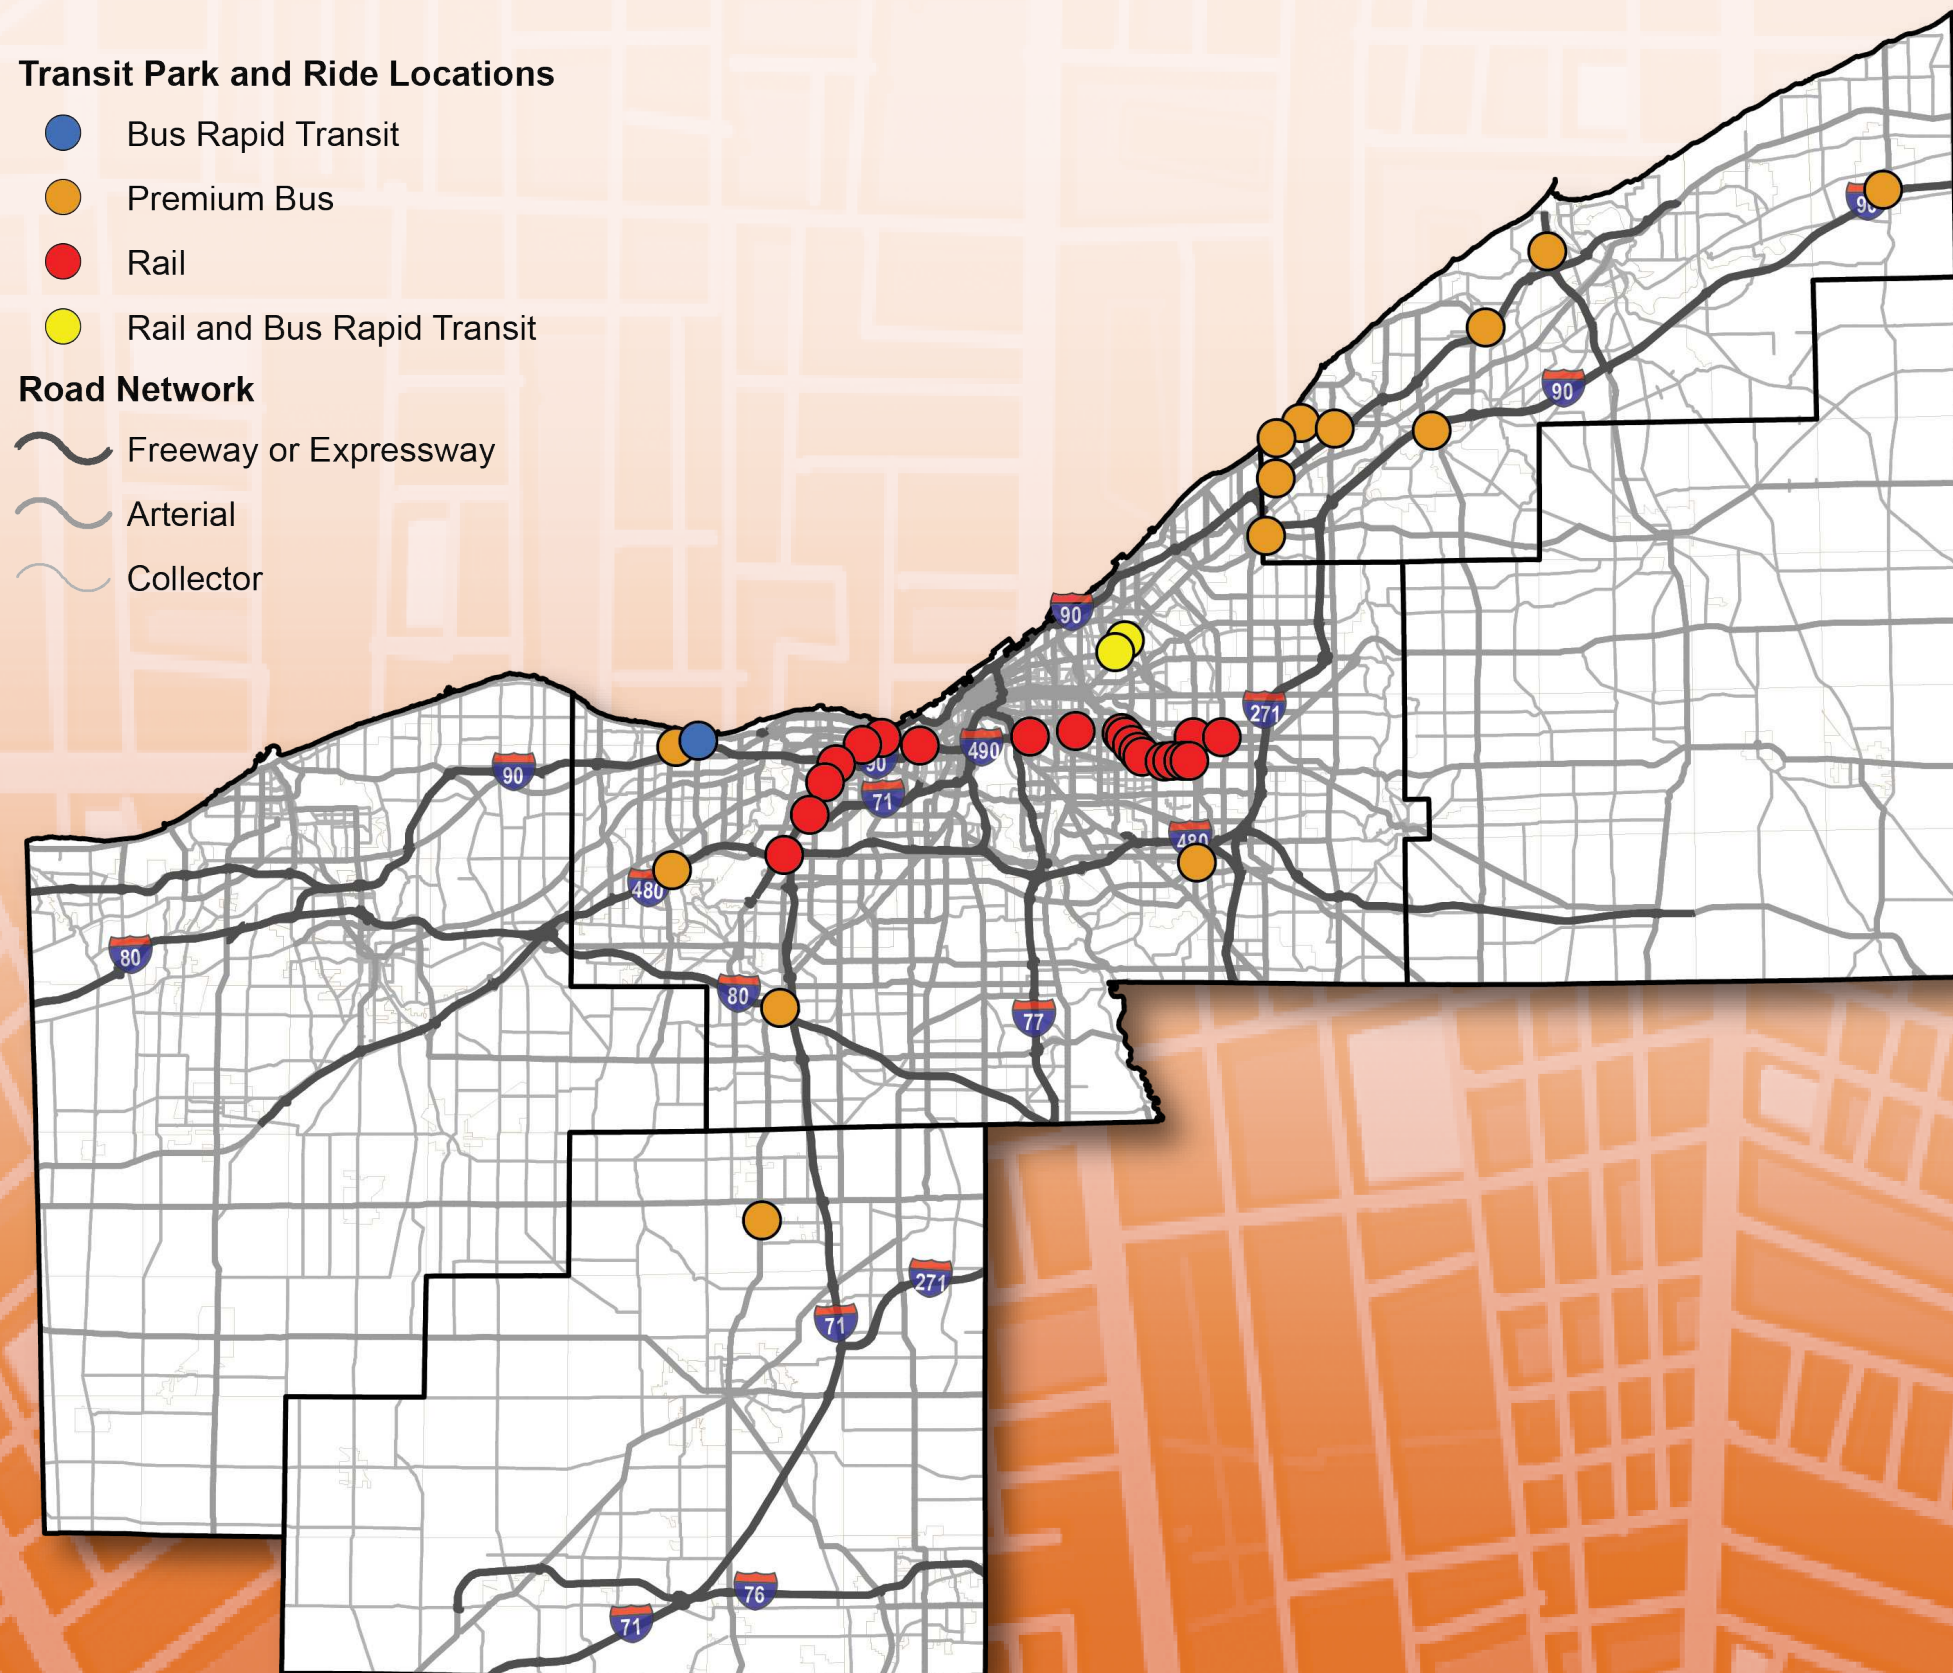 Transit Park and Ride Locations
Bus Rapid Transit
Premium Bus
Rail
Rail and Bus Rapid Transit
Road Network
Freeway or Expressway
Arterial
Collector
90
90
90
271
90
490
90
71
480
480
80
80
77
271
71
76
71